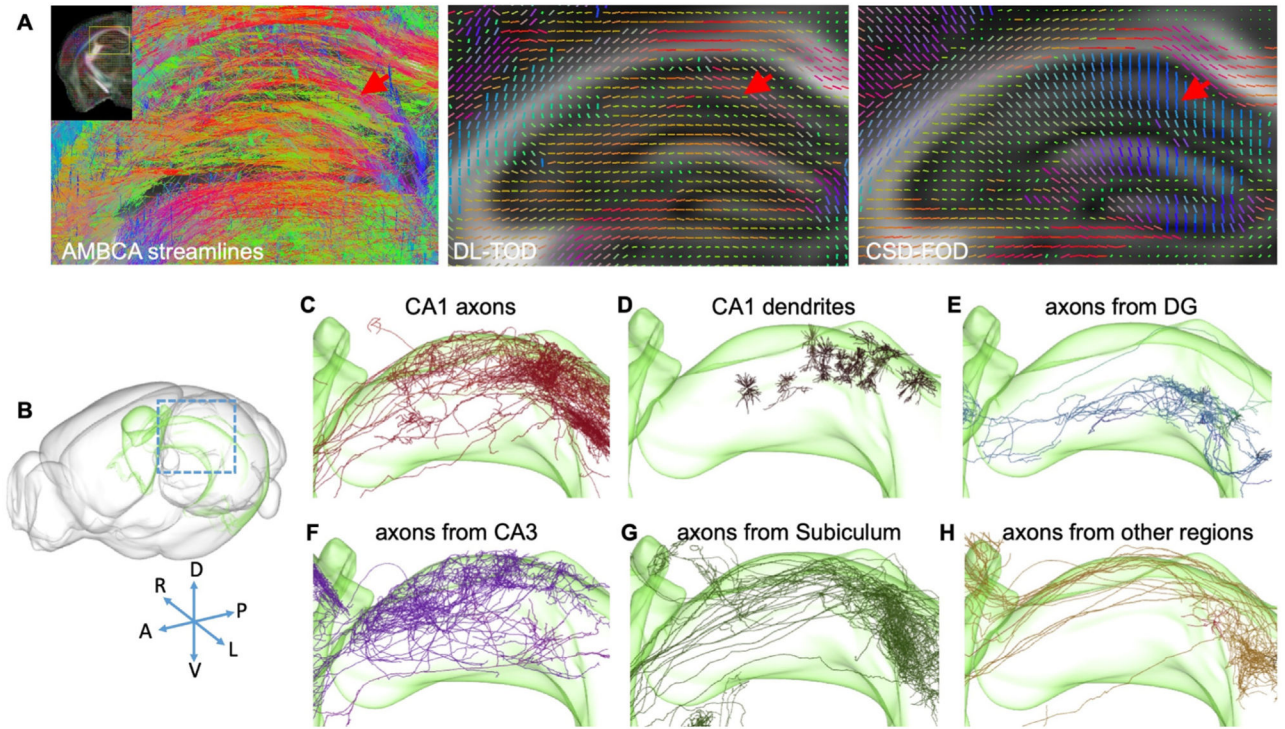 A
AMBCA streamlines
DL-TOD
CSD-FOD
B
D
R
P
A
L
V
C CA1 axons
D CA1 dendrites
E axons from DG
F axons from CA3
G axons from Subiculum
H axons from other regions